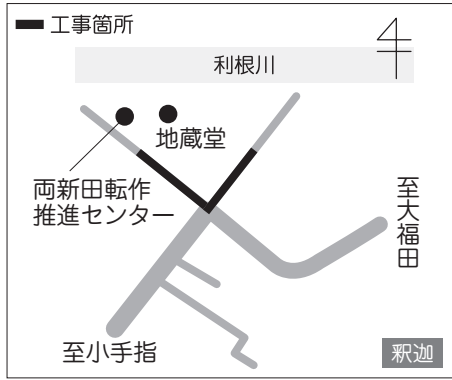 工事箇所
利根川
地蔵堂
両新田転作
推進センター
至大福田
至小手指
釈迦